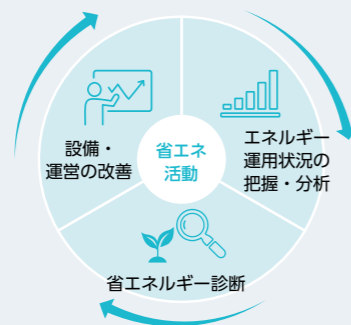 省エネ
活動
エネルギー
運用状況の
把握・分析
省エネルギー診断
設備・
運営の改善